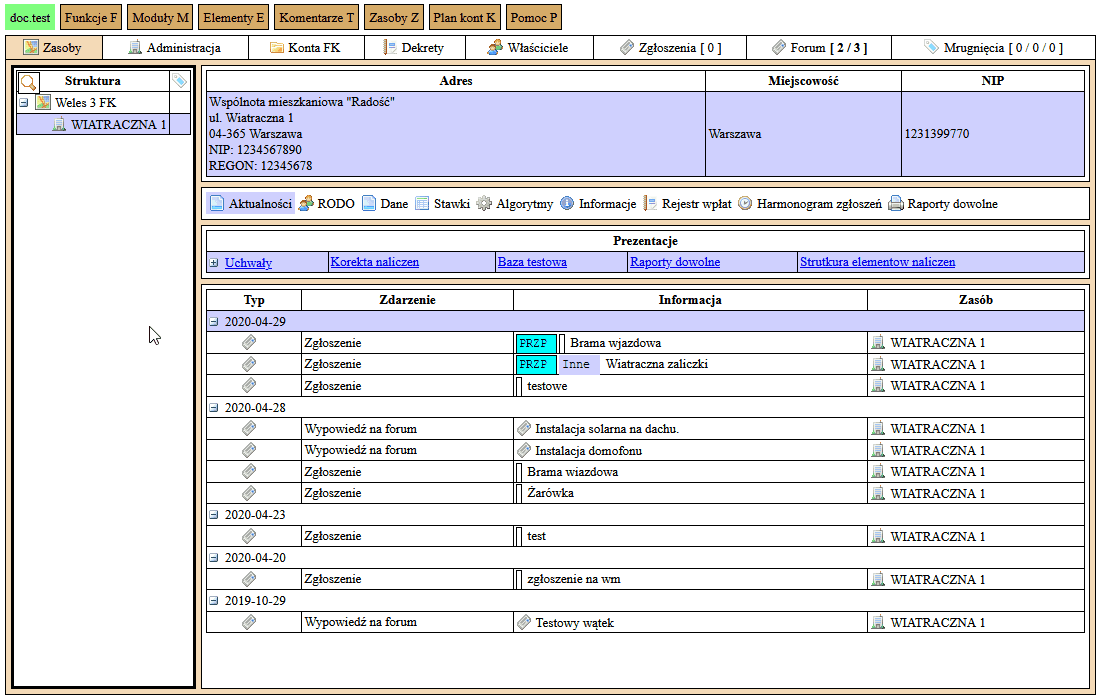 doc.test Funkcje F Moduły M Elementy E Komentarze T Zasoby Z Plan kont K Pomoc P
Zasoby Administracja Konta FK Dekrety Właściciele Zgłoszenia [ 0 ] Forum [ 2 / 3 ] Mrugnięcia [ 0 / 0 / 0 ]
Struktura
Weles 3 FK
WIATRACZNA 1
Adres Miejscowość NIP
Wspólnota mieszkaniowa "Radość"
ul. Wiatraczna 1
04-365 Warszawa
NIP: 1234567890
REGON: 12345678
Warszawa
1231399770
Aktualności RODO Dane Stawki Algorytmy Informacje Rejestr wpłat Harmonogram zgłoszeń Raporty dowolne
Prezentacje
Uchwały Korekta naliczen Baza testowa Raporty dowolne Strutkura elementow naliczen
Typ Zdarzenie Informacja Zasób
2020-04-29
Zgłoszenie PRZP Brama wjazdowa WIATRACZNA 1
Zgłoszenie PRZP Inne Wiatraczna zaliczki WIATRACZNA 1
Zgłoszenie testowe WIATRACZNA 1
2020-04-28
Wypowiedź na forum Instalacja solarna na dachu. WIATRACZNA 1
Wypowiedź na forum Instalacja domofonu WIATRACZNA 1
Zgłoszenie Brama wiazdowa WIATRACZNA 1
Zgłoszenie Żarówka WIATRACZNA 1
2020-04-23
Zgłoszenie test WIATRACZNA 1
2020-04-20
Zgłoszenie zgłoszenie na wm WIATRACZNA 1
2019-10-29
Wypowiedź na forum Testowy wątek WIATRACZNA 1